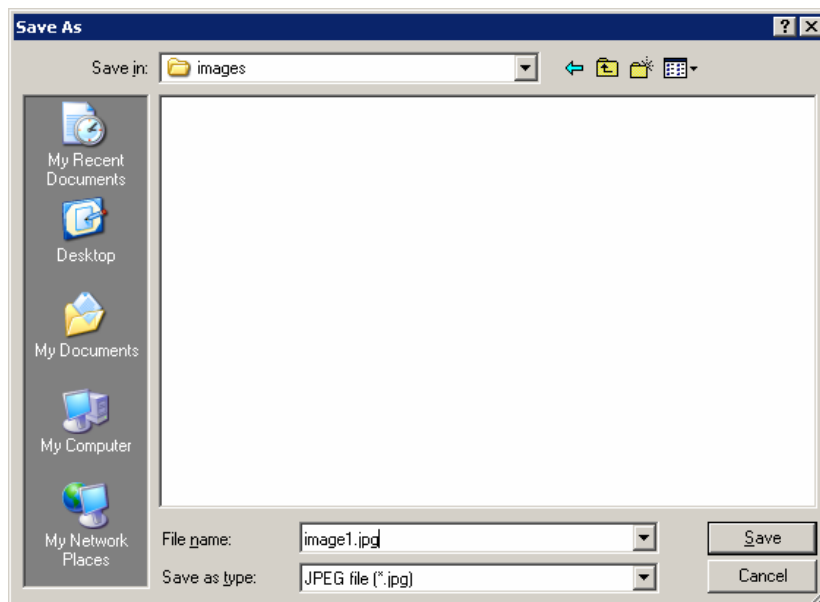 Save As
Save in: images
My Recent
Documents
Desktop
My Documents
My Computer
My Network
Places
File name: image1.jpg Save
Save as type: JPEG file (*.jpg) Cancel